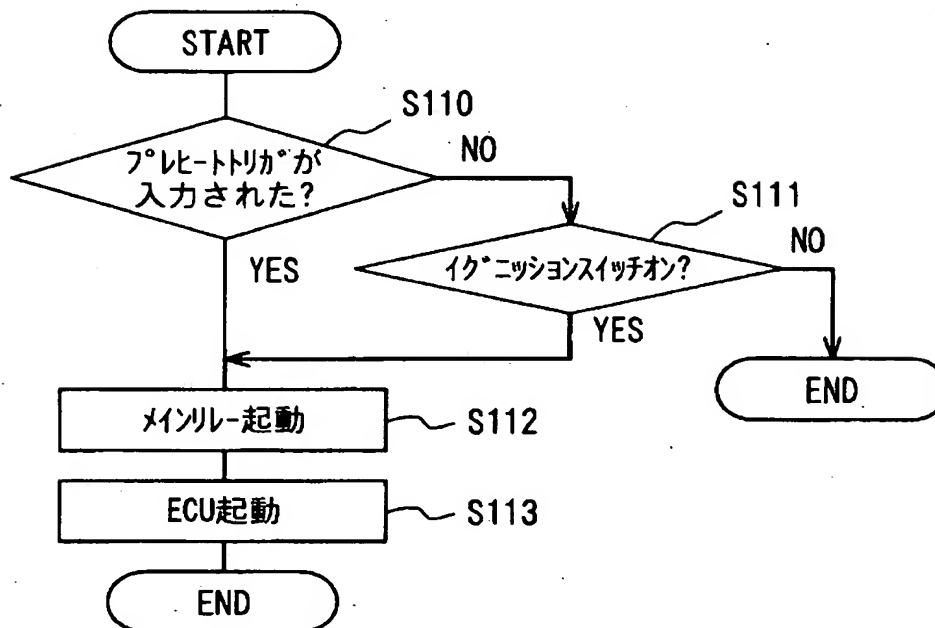 START
S110
プレヒートトリガが
入力された?
NO
S111
イグニッションスイッチオン?
NO
YES
YES
END
メインリレー起動
S112
ECU起動
S113
END